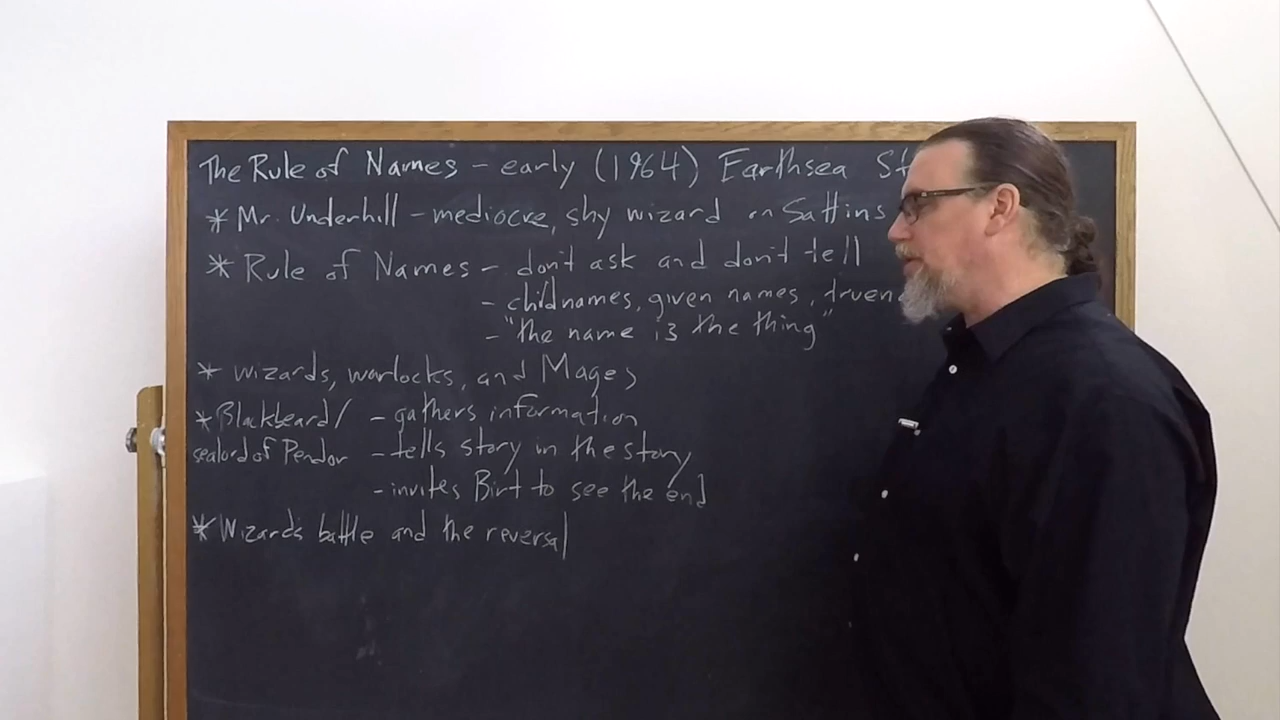 The Rule of Names - early (1964) Earthsea St
* Mr. Underhill - mediocre, shy wizard on Sattins
* Rule of Names - don't ask and don't tell
- childnames, given names, truen
- "the name is the thing"
* wizards, warlocks, and Mages
* Blackbeard/ - gathers information
sealord of Pendor - tells story in the story
- invites Birt to see the end
* Wizards battle and the reversal